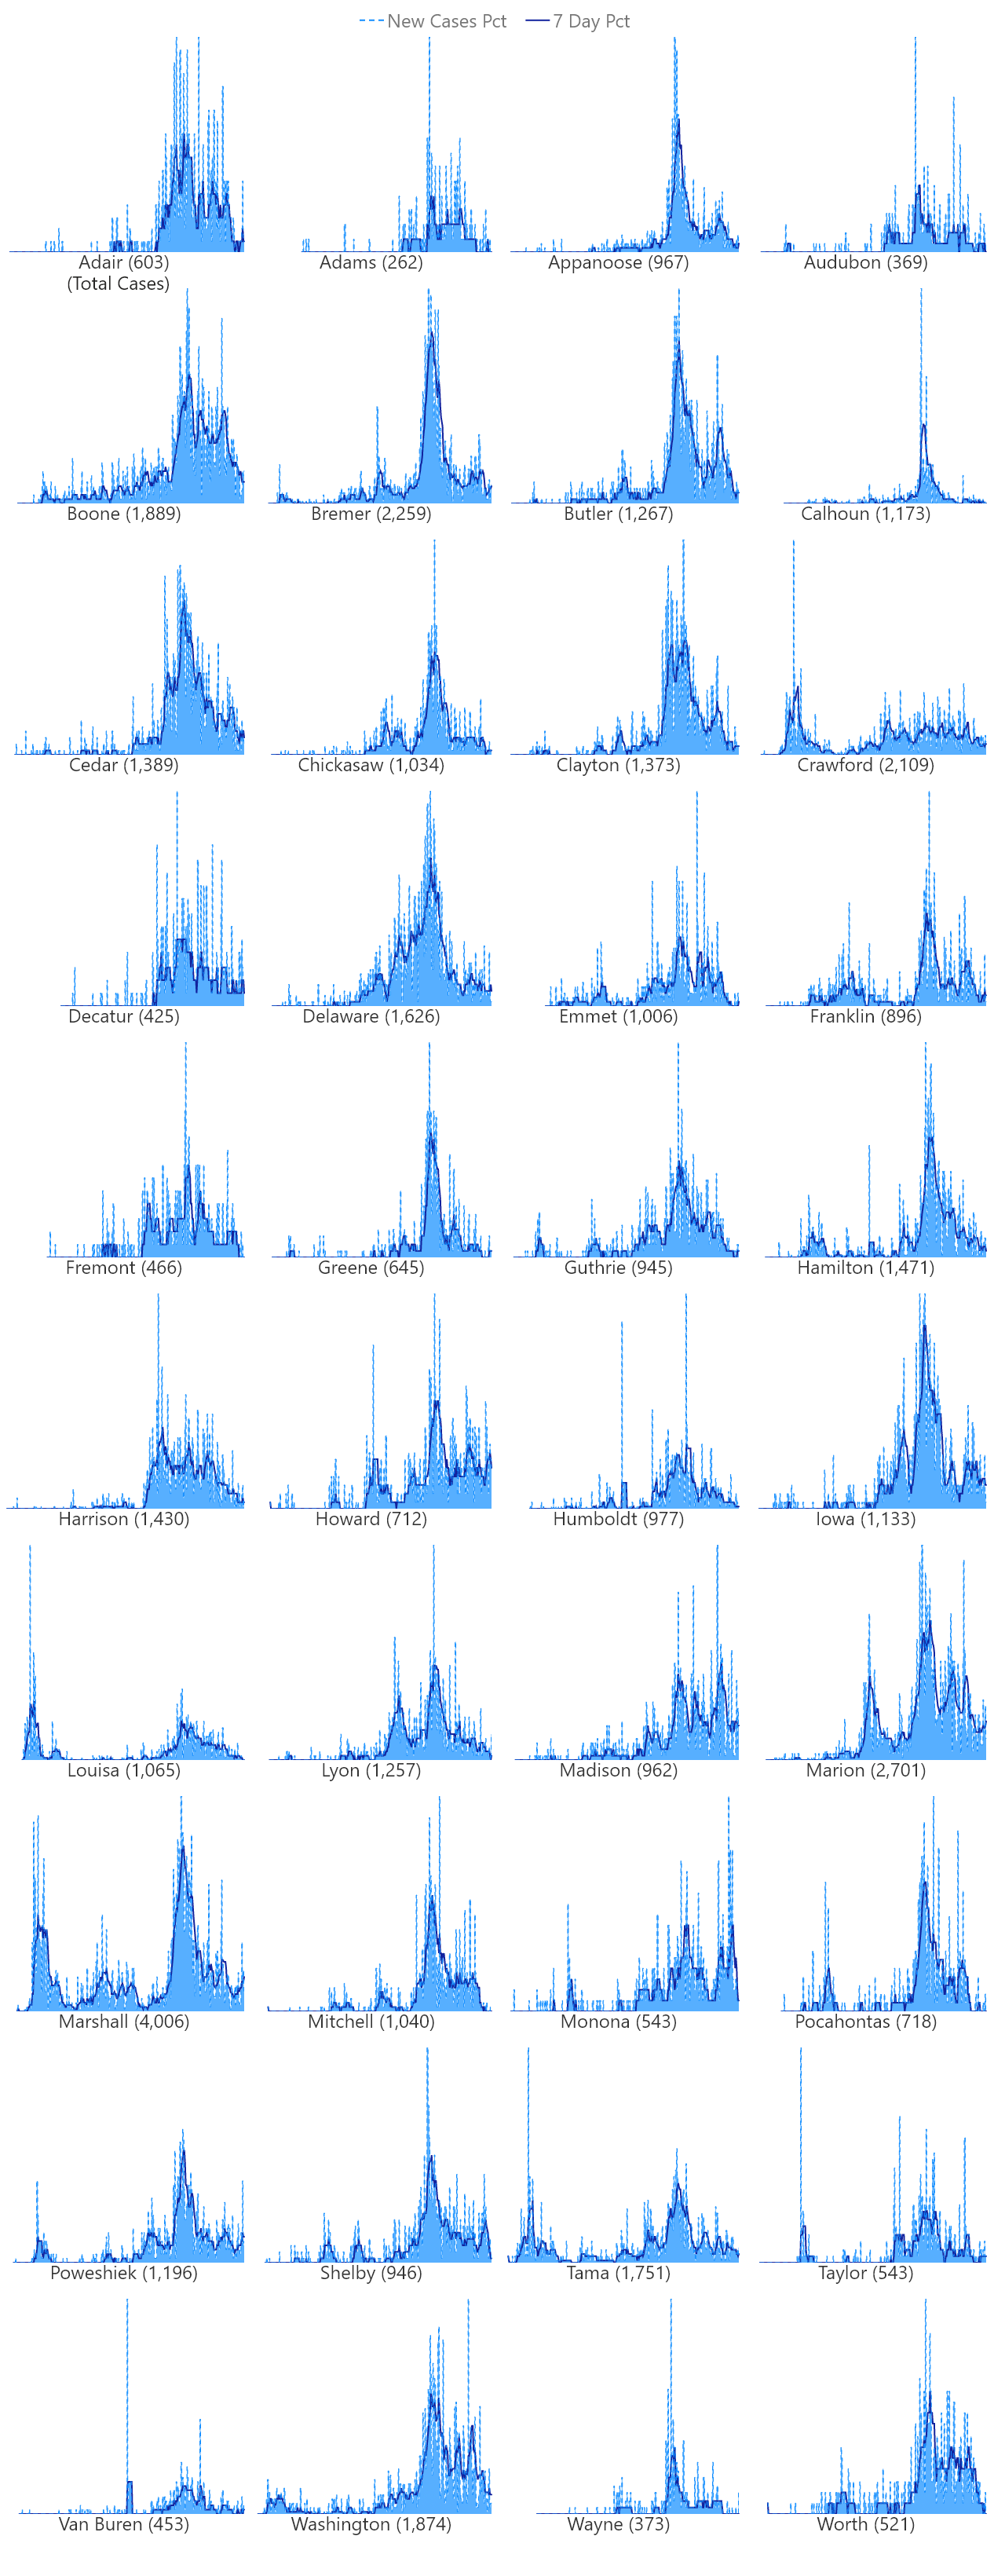 New Cases Pct 7 Day Pct
Adair (603) Adams (262) Appanoose (967) Audubon (369)
(Total Cases)
Boone (1,889) Bremer (2,259) Butler (1,267) Calhoun (1,173)
Cedar (1,389) Chickasaw (1,034) Clayton (1,373) Crawford (2,109)
Decatur (425) Delaware (1,626) Emmet (1,006) Franklin (896)
Fremont (466) Greene (645) Guthrie (945) Hamilton (1,471)
Harrison (1,430) Howard (712) Humboldt (977) Iowa (1,133)
Louisa (1,065) Lyon (1,257) Madison (962) Marion (2,701)
Marshall (4,006) Mitchell (1,040) Monona (543) Pocahontas (718)
Poweshiek (1,196) Shelby (946) Tama (1,751) Taylor (543)
Van Buren (453) Washington (1,874) Wayne (373) Worth (521)